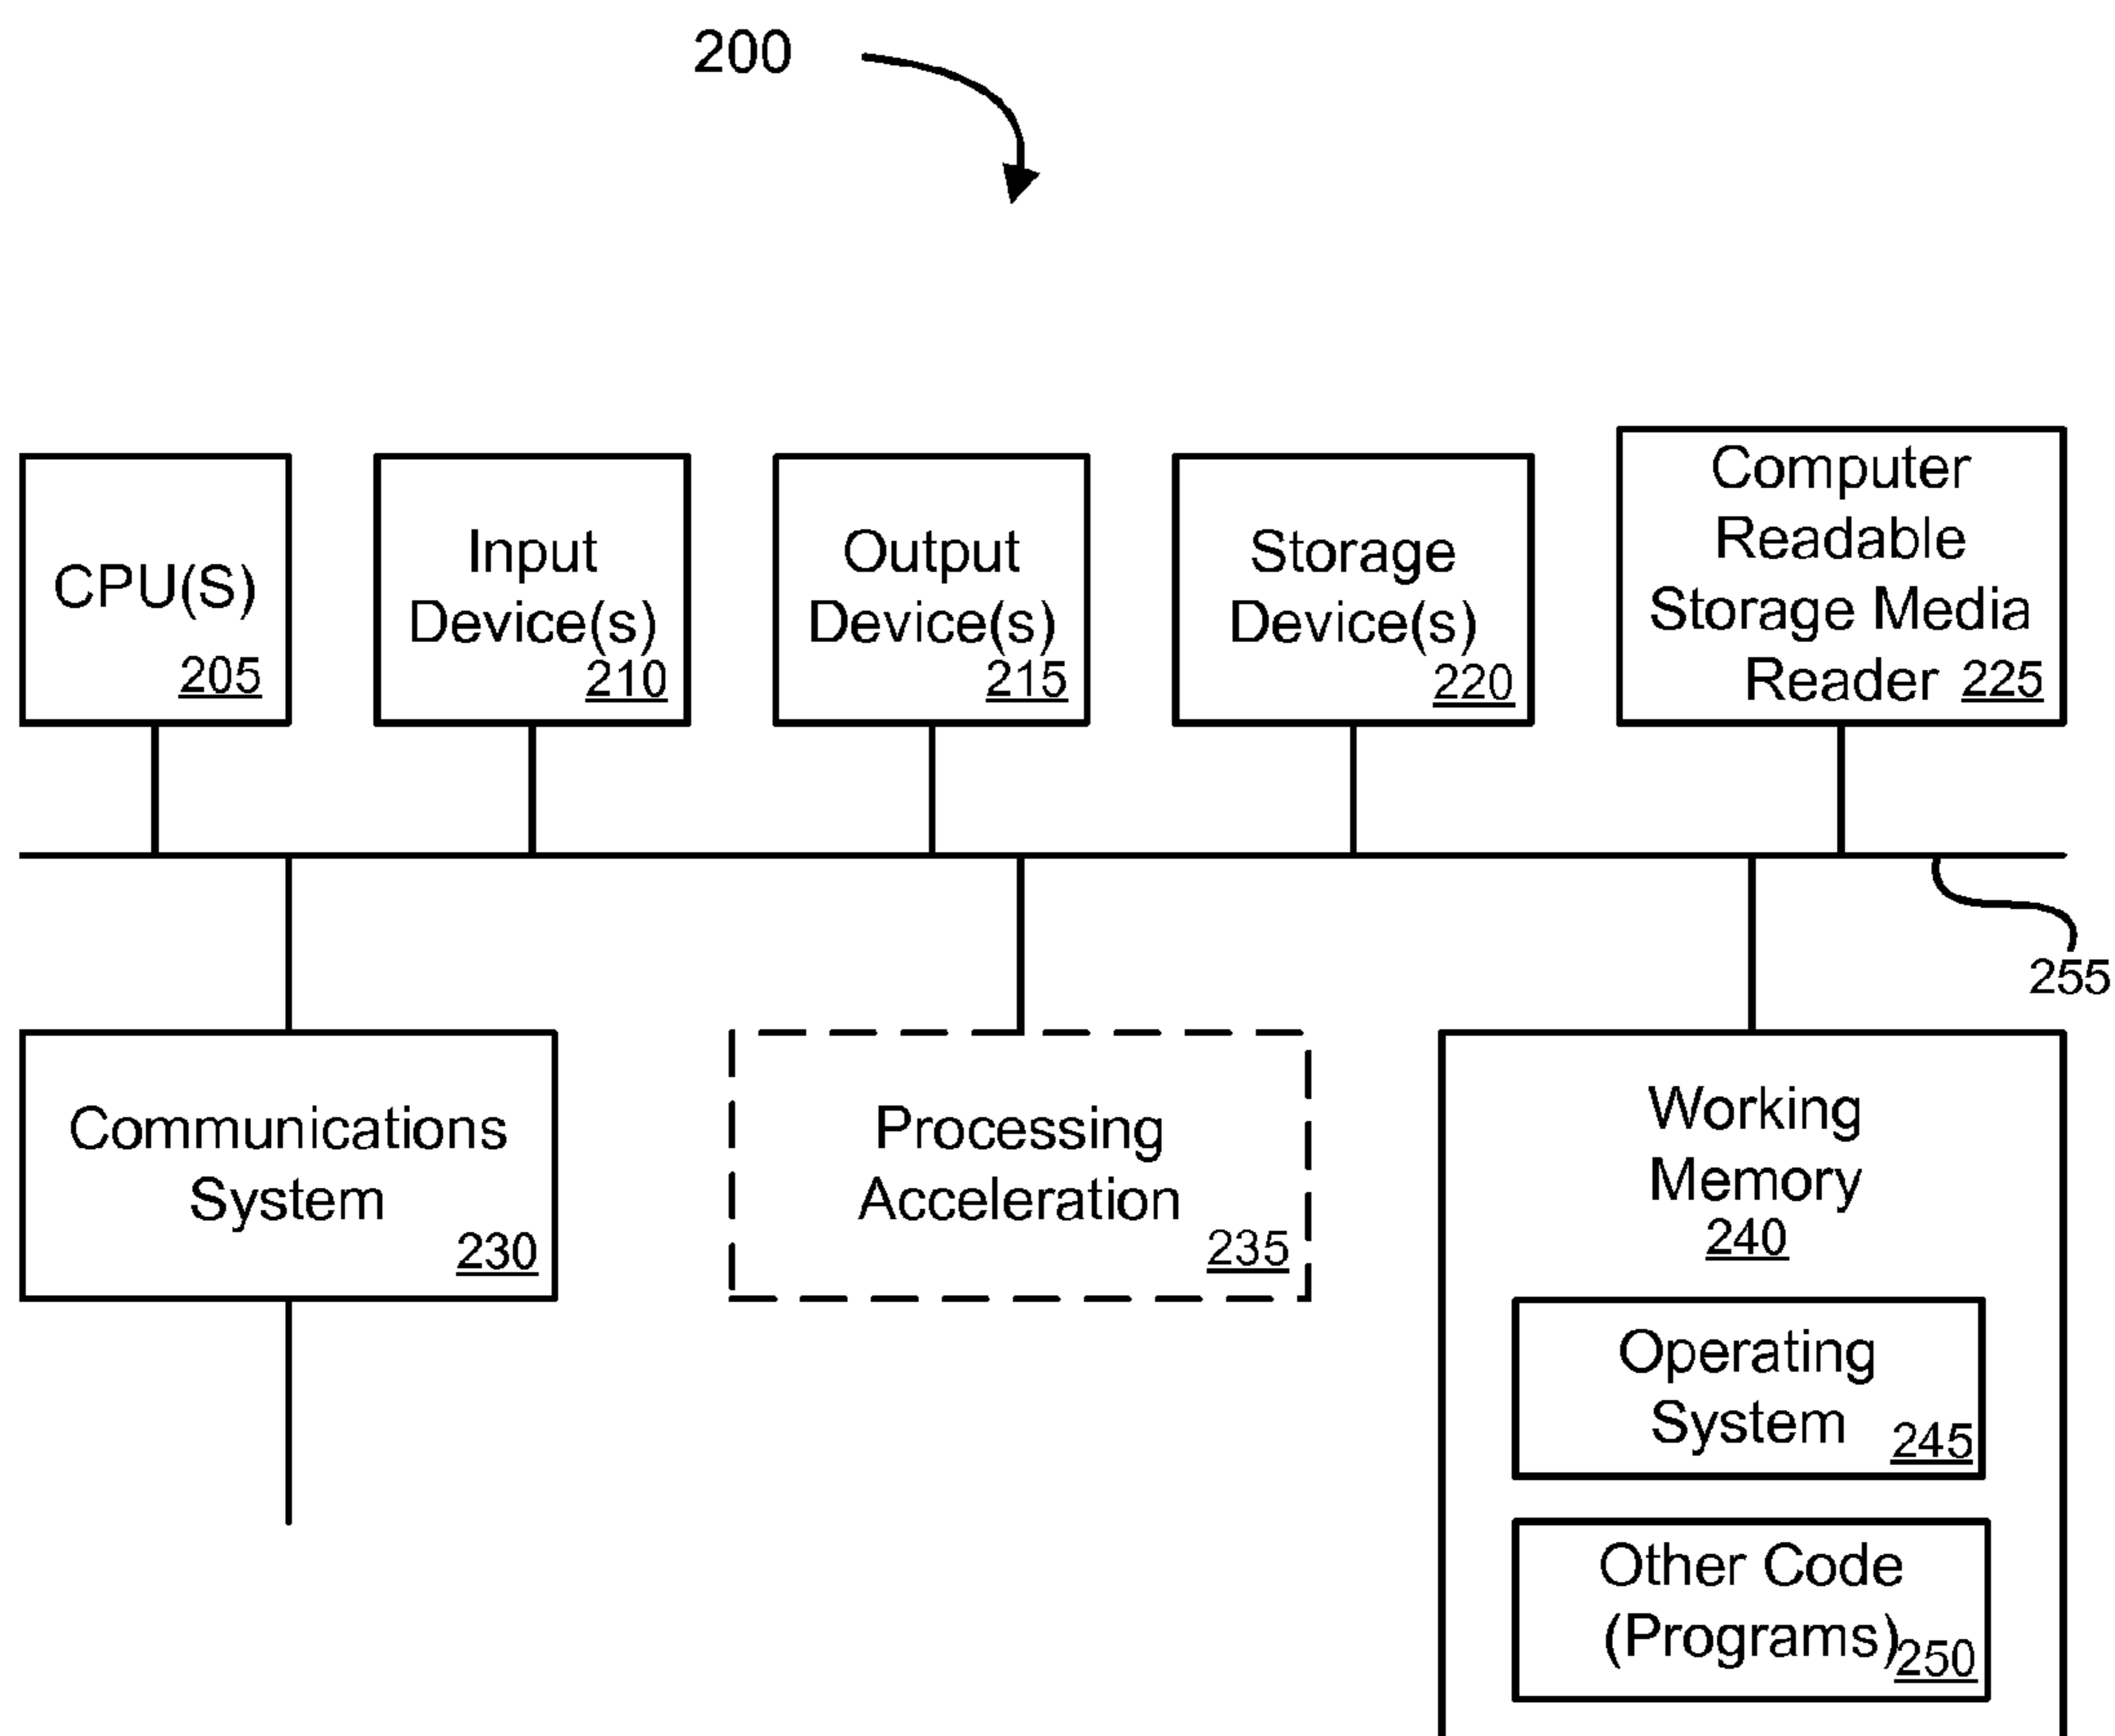 200
CPU(S)
205
Input
Device(s)
210
Output
Device(s)
215
Storage
Device(s)
220
Computer
Readable
Storage Media
Reader 225
255
Communications
System
230
Processing
Acceleration
235
Working
Memory
240
Operating
System
245
Other Code
(Programs)
250